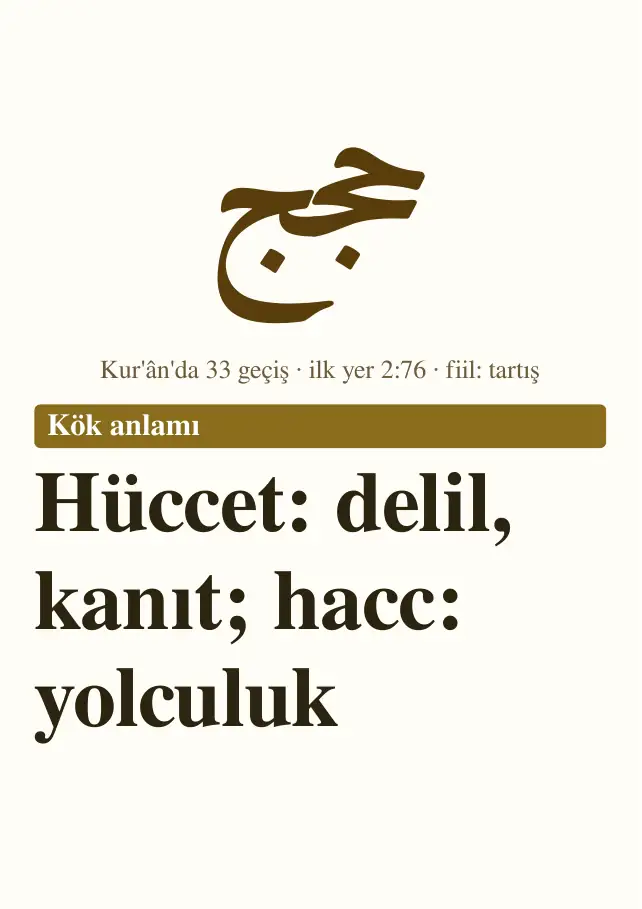 حجج
Kur'ân'da 33 geçiş · ilk yer 2:76 · fiil: tartış
Kök anlamı
Hüccet: delil,
kanıt; hacc:
yolculuk